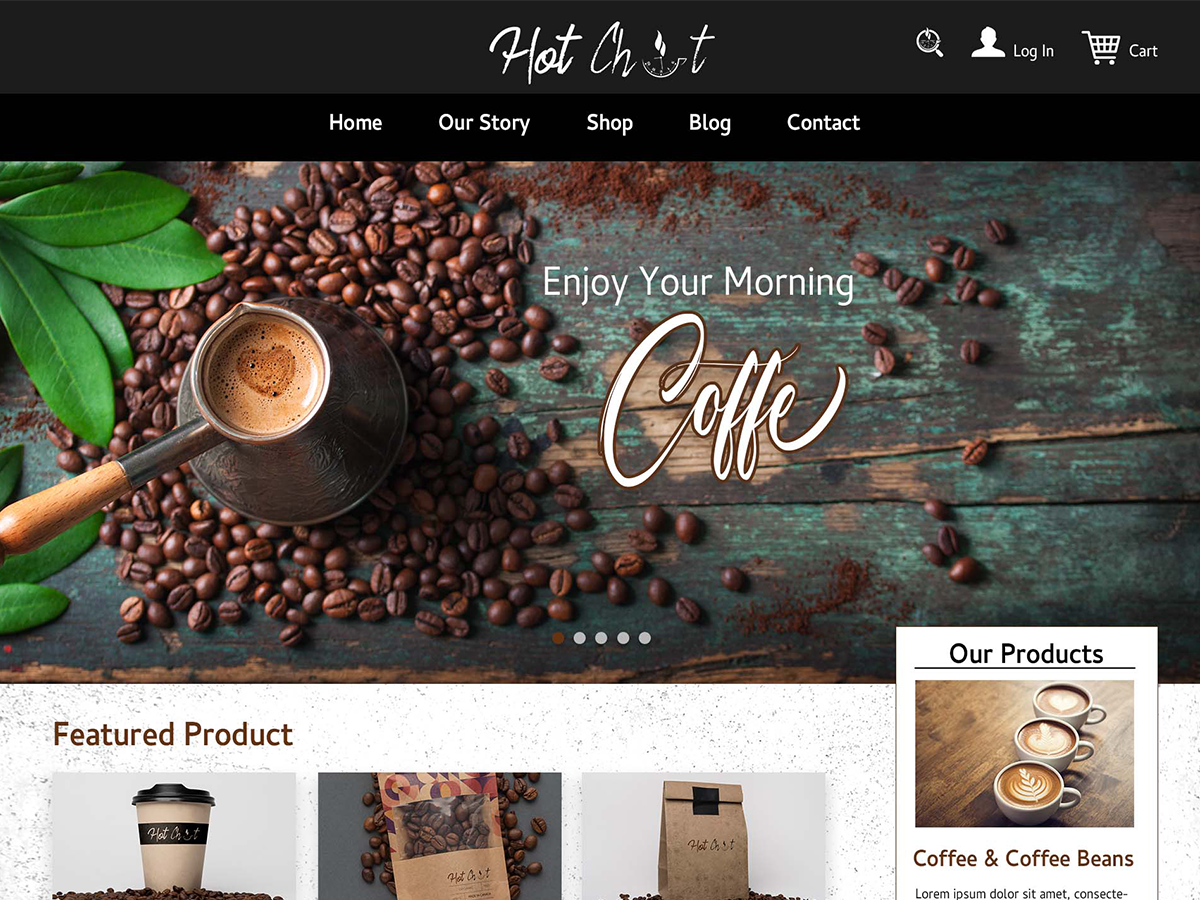 Hot Chat
Log In
Cart
Home
Our Story
Shop
Blog
Contact
Enjoy Your Morning
Coffe
Our Products
Featured Product
Hot Chat
Hot Chat
Hot Chat
Coffee & Coffee Beans
Lorem ipsum dolor sit amet, consecte-